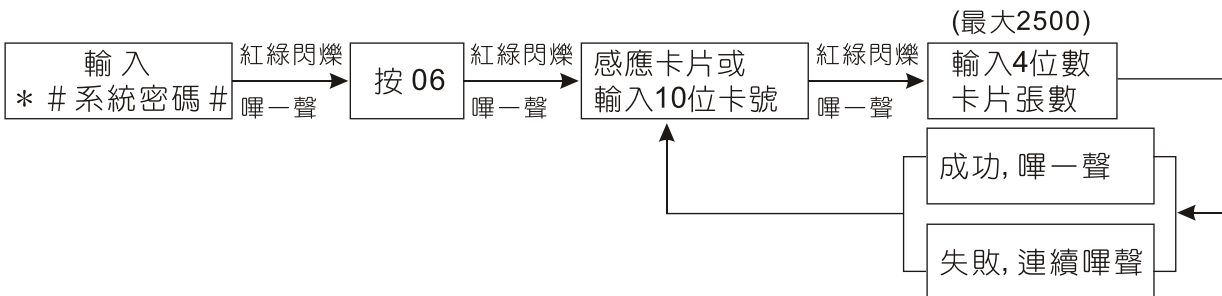 (最大2500)
輸入
＊＃系統密碼＃
紅綠閃爍
嗶一聲
按 06
紅綠閃爍
嗶一聲
感應卡片或
輸入10位卡號
紅綠閃爍
嗶一聲
輸入4位數
卡片張數
成功, 嗶一聲
失敗, 連續嗶聲